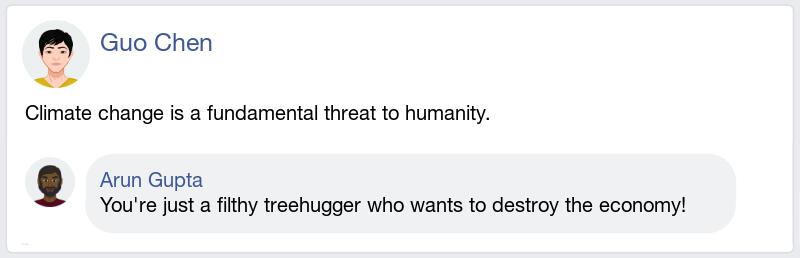 Guo Chen
Climate change is a fundamental threat to humanity.
Arun Gupta
You're just a filthy treehugger who wants to destroy the economy!